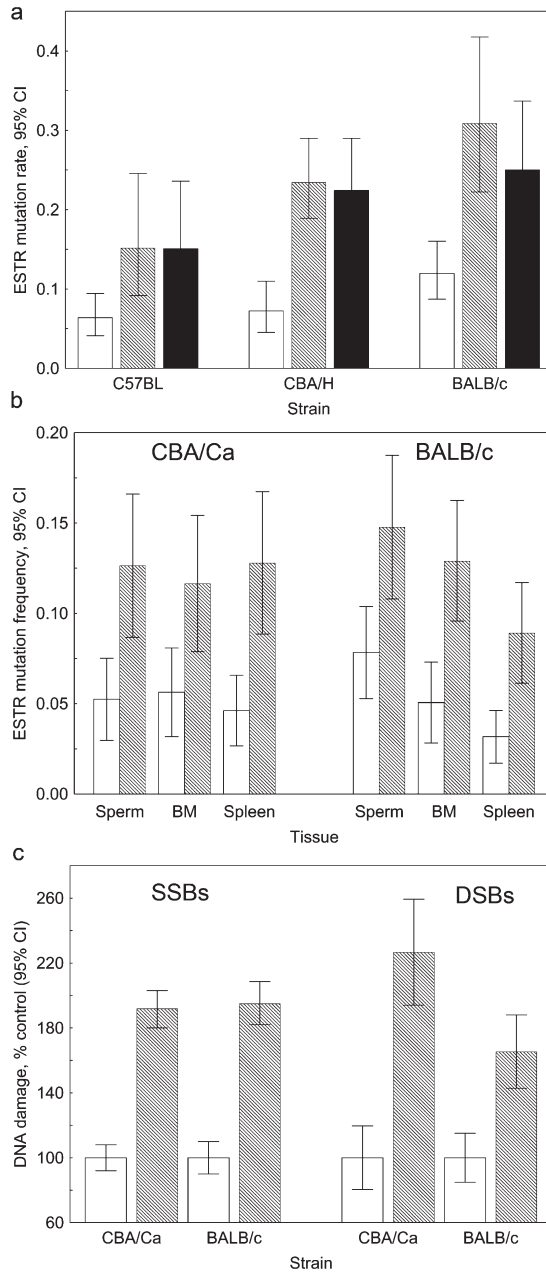 a
ESTR mutation rate, 95% CI
0.4
0.3
0.2
0.1
0.0
C57BL CBA/H BALB/c
Strain
b
ESTR mutation frequency, 95% CI
CBA/Ca BALB/c
0.20
0.15
0.10
0.05
0.00
Sperm BM Spleen Sperm BM Spleen
Tissue
c
DNA damage, % control (95% CI)
SSBs DSBs
260
220
180
140
100
60
CBA/Ca BALB/c CBA/Ca BALB/c
Strain